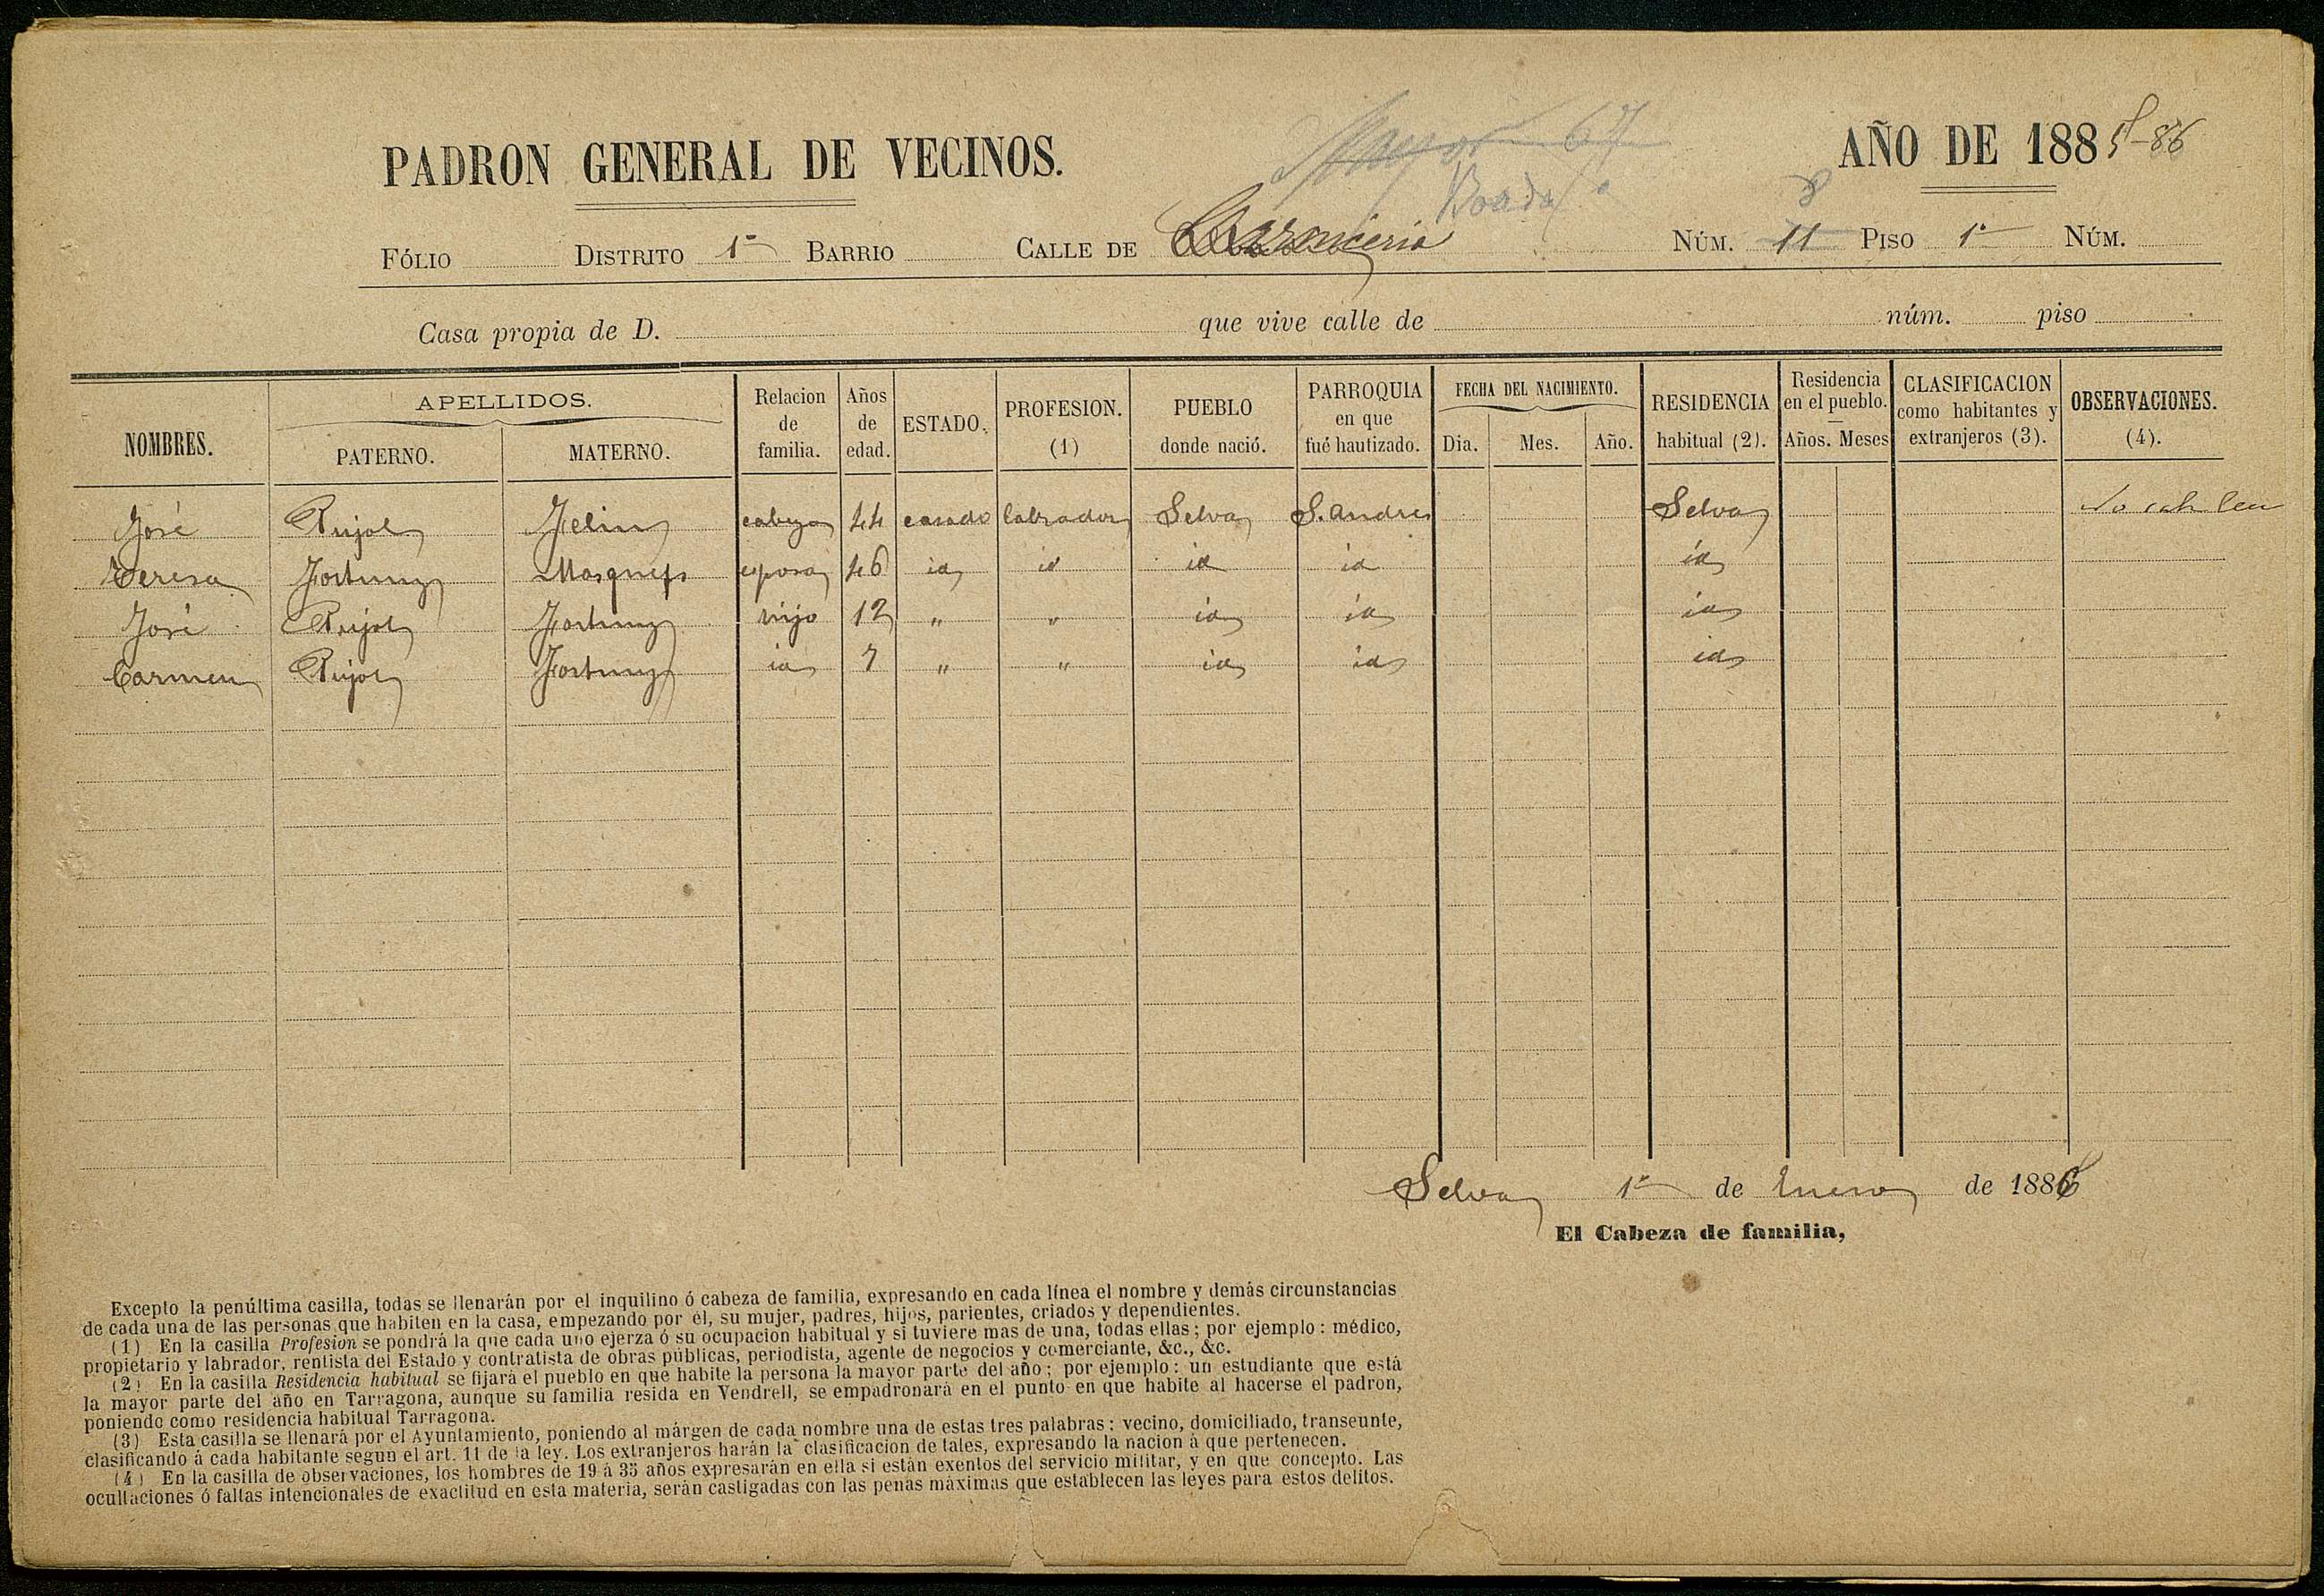 Mayor 67
PADRON GENERAL DE VECINOS.
AÑO DE 1885-86
Boada
8
FÓLIO DISTRITO 1º BARRIO CALLE DE Carniceria NÚM. 11 PISO 1º NÚM.
Casa propia de D. que vive calle de núm. piso
NOMBRES. APELLIDOS. PATERNO. MATERNO. Relacion de familia. Años de edad. ESTADO. PROFESION. (1) PUEBLO donde nació. PARROQUIA en que fué bautizado. FECHA DEL NACIMIENTO. Dia. Mes. Año. RESIDENCIA habitual (2). Residencia en el pueblo. Años. Meses CLASIFICACION como habitantes y extranjeros (3). OBSERVACIONES. (4).
José Pujol cabeza 44 casado labrador Selva S. Andres Selva
Teresa Fortuny Masqueps esposa 46 id id id id id
José Pujol Fortuny hijo 12 " " id id id
Carmen Pujol Fortuny id 7 " " id id id
Selva 1º de Enero de 1886
El Cabeza de familia,
Excepto la penúltima casilla, todas se llenarán por el inquilino ó cabeza de familia, expresando en cada línea el nombre y demás circunstancias
de cada una de las personas que habiten en la casa, empezando por él, su mujer, padres, hijos, parientes, criados y dependientes.
(1) En la casilla Profesion se pondrá la que cada uno ejerza ó su ocupacion habitual y si tuviere mas de una, todas ellas; por ejemplo: médico,
propietario y labrador, rentista del Estado y contratista de obras públicas, periodista, agente de negocios y comerciante, &c., &c.
(2) En la casilla Residencia habitual se fijará el pueblo en que habite la persona la mayor parte del año; por ejemplo: un estudiante que está
la mayor parte del año en Tarragona, aunque su familia resida en Vendrell, se empadronará en el punto en que habite al hacerse el padron,
poniendo como residencia habitual Tarragona.
(3) Esta casilla se llenará por el Ayuntamiento, poniendo al márgen de cada nombre una de estas tres palabras: vecino, domiciliado, transeunte,
clasificando á cada habitante segun el art. 11 de la ley. Los extranjeros harán la clasificacion de tales, expresando la nacion á que pertenecen.
(4) En la casilla de observaciones, los hombres de 19 á 35 años expresarán en ella si están exentos del servicio militar, y en que concepto. Las
ocultaciones ó faltas intencionales de exactitud en esta materia, serán castigadas con las penas máximas que establecen las leyes para estos delitos.